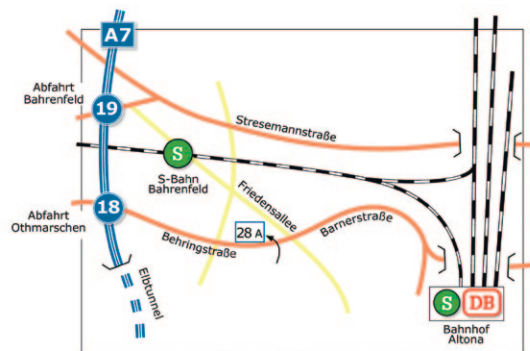 A7
Abfahrt
Bahrenfeld
19
Stresemannstraße
S
S-Bahn
Bahrenfeld
Friedensallee
18
Abfahrt
Othmarschen
Behringstraße
28 A
Barnerstraße
Elbtunnel
S
DB
Bahnhof
Altona